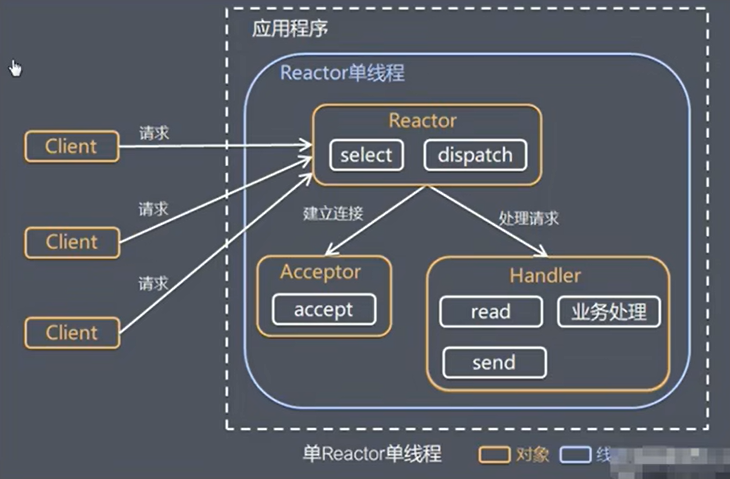 应用程序
Reactor单线程
Reactor
select
dispatch
Client
请求
Client
请求
Client
请求
建立连接
处理请求
Acceptor
accept
Handler
read
业务处理
send
单Reactor单线程
对象
线